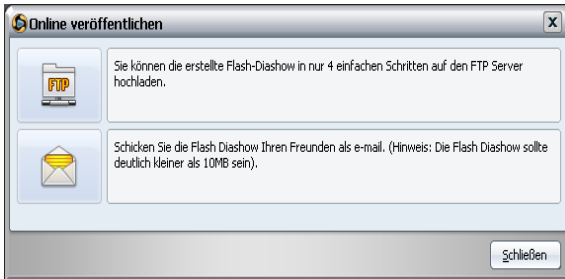 Online veröffentlichen
X
FTP
Sie können die erstellte Flash-Diashow in nur 4 einfachen Schritten auf den FTP Server
hochladen.
Schicken Sie die Flash Diashow Ihren Freunden als e-mail. (Hinweis: Die Flash Diashow sollte
deutlich kleiner als 10MB sein).
Schließen